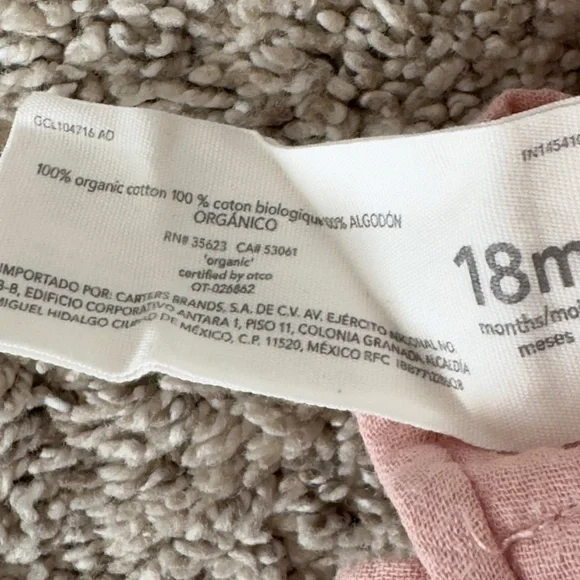 GCL104716 AD
IN145410
100% organic cotton 100 % coton biologique 100% ALGODÓN
ORGÁNICO
RN# 35623 CA# 53061
'organic'
certified by otco
OT-026862
IMPORTADO POR: CARTERS BRANDS, S.A. DE C.V. AV. EJÉRCITO NACIONAL NO.
EDIFICIO CORPORATIVO ANTARA 1, PISO 11, COLONIA GRANADA, ALCALDÍA
MIGUEL HIDALGO CIUDAD DE MÉXICO, C.P. 11520, MÉXICO RFC
18m
months/moi
meses